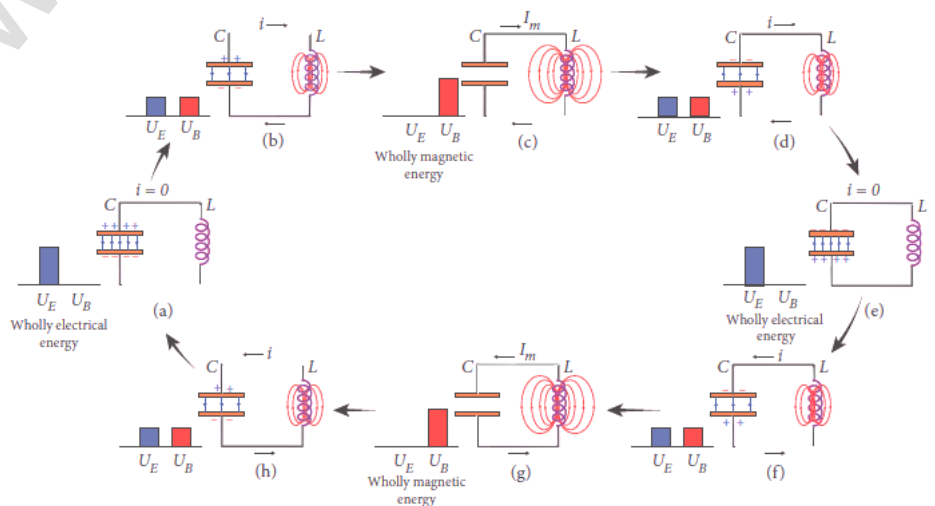 i
C L
+ +
− −
U_E U_B
(b)
I_m
C L
U_E U_B
Wholly magnetic
energy
(c)
i
C L
− −
+ +
U_E U_B
(d)
i = 0
C L
+ + + +
− − − −
U_E U_B
Wholly electrical
energy
(a)
i = 0
C L
− − − −
+ + + + +
U_E U_B
Wholly electrical
energy
(e)
i
C L
+ +
− −
U_E U_B
(h)
I_m
C L
U_E U_B
Wholly magnetic
energy
(g)
i
C L
− −
+ +
U_E U_B
(f)